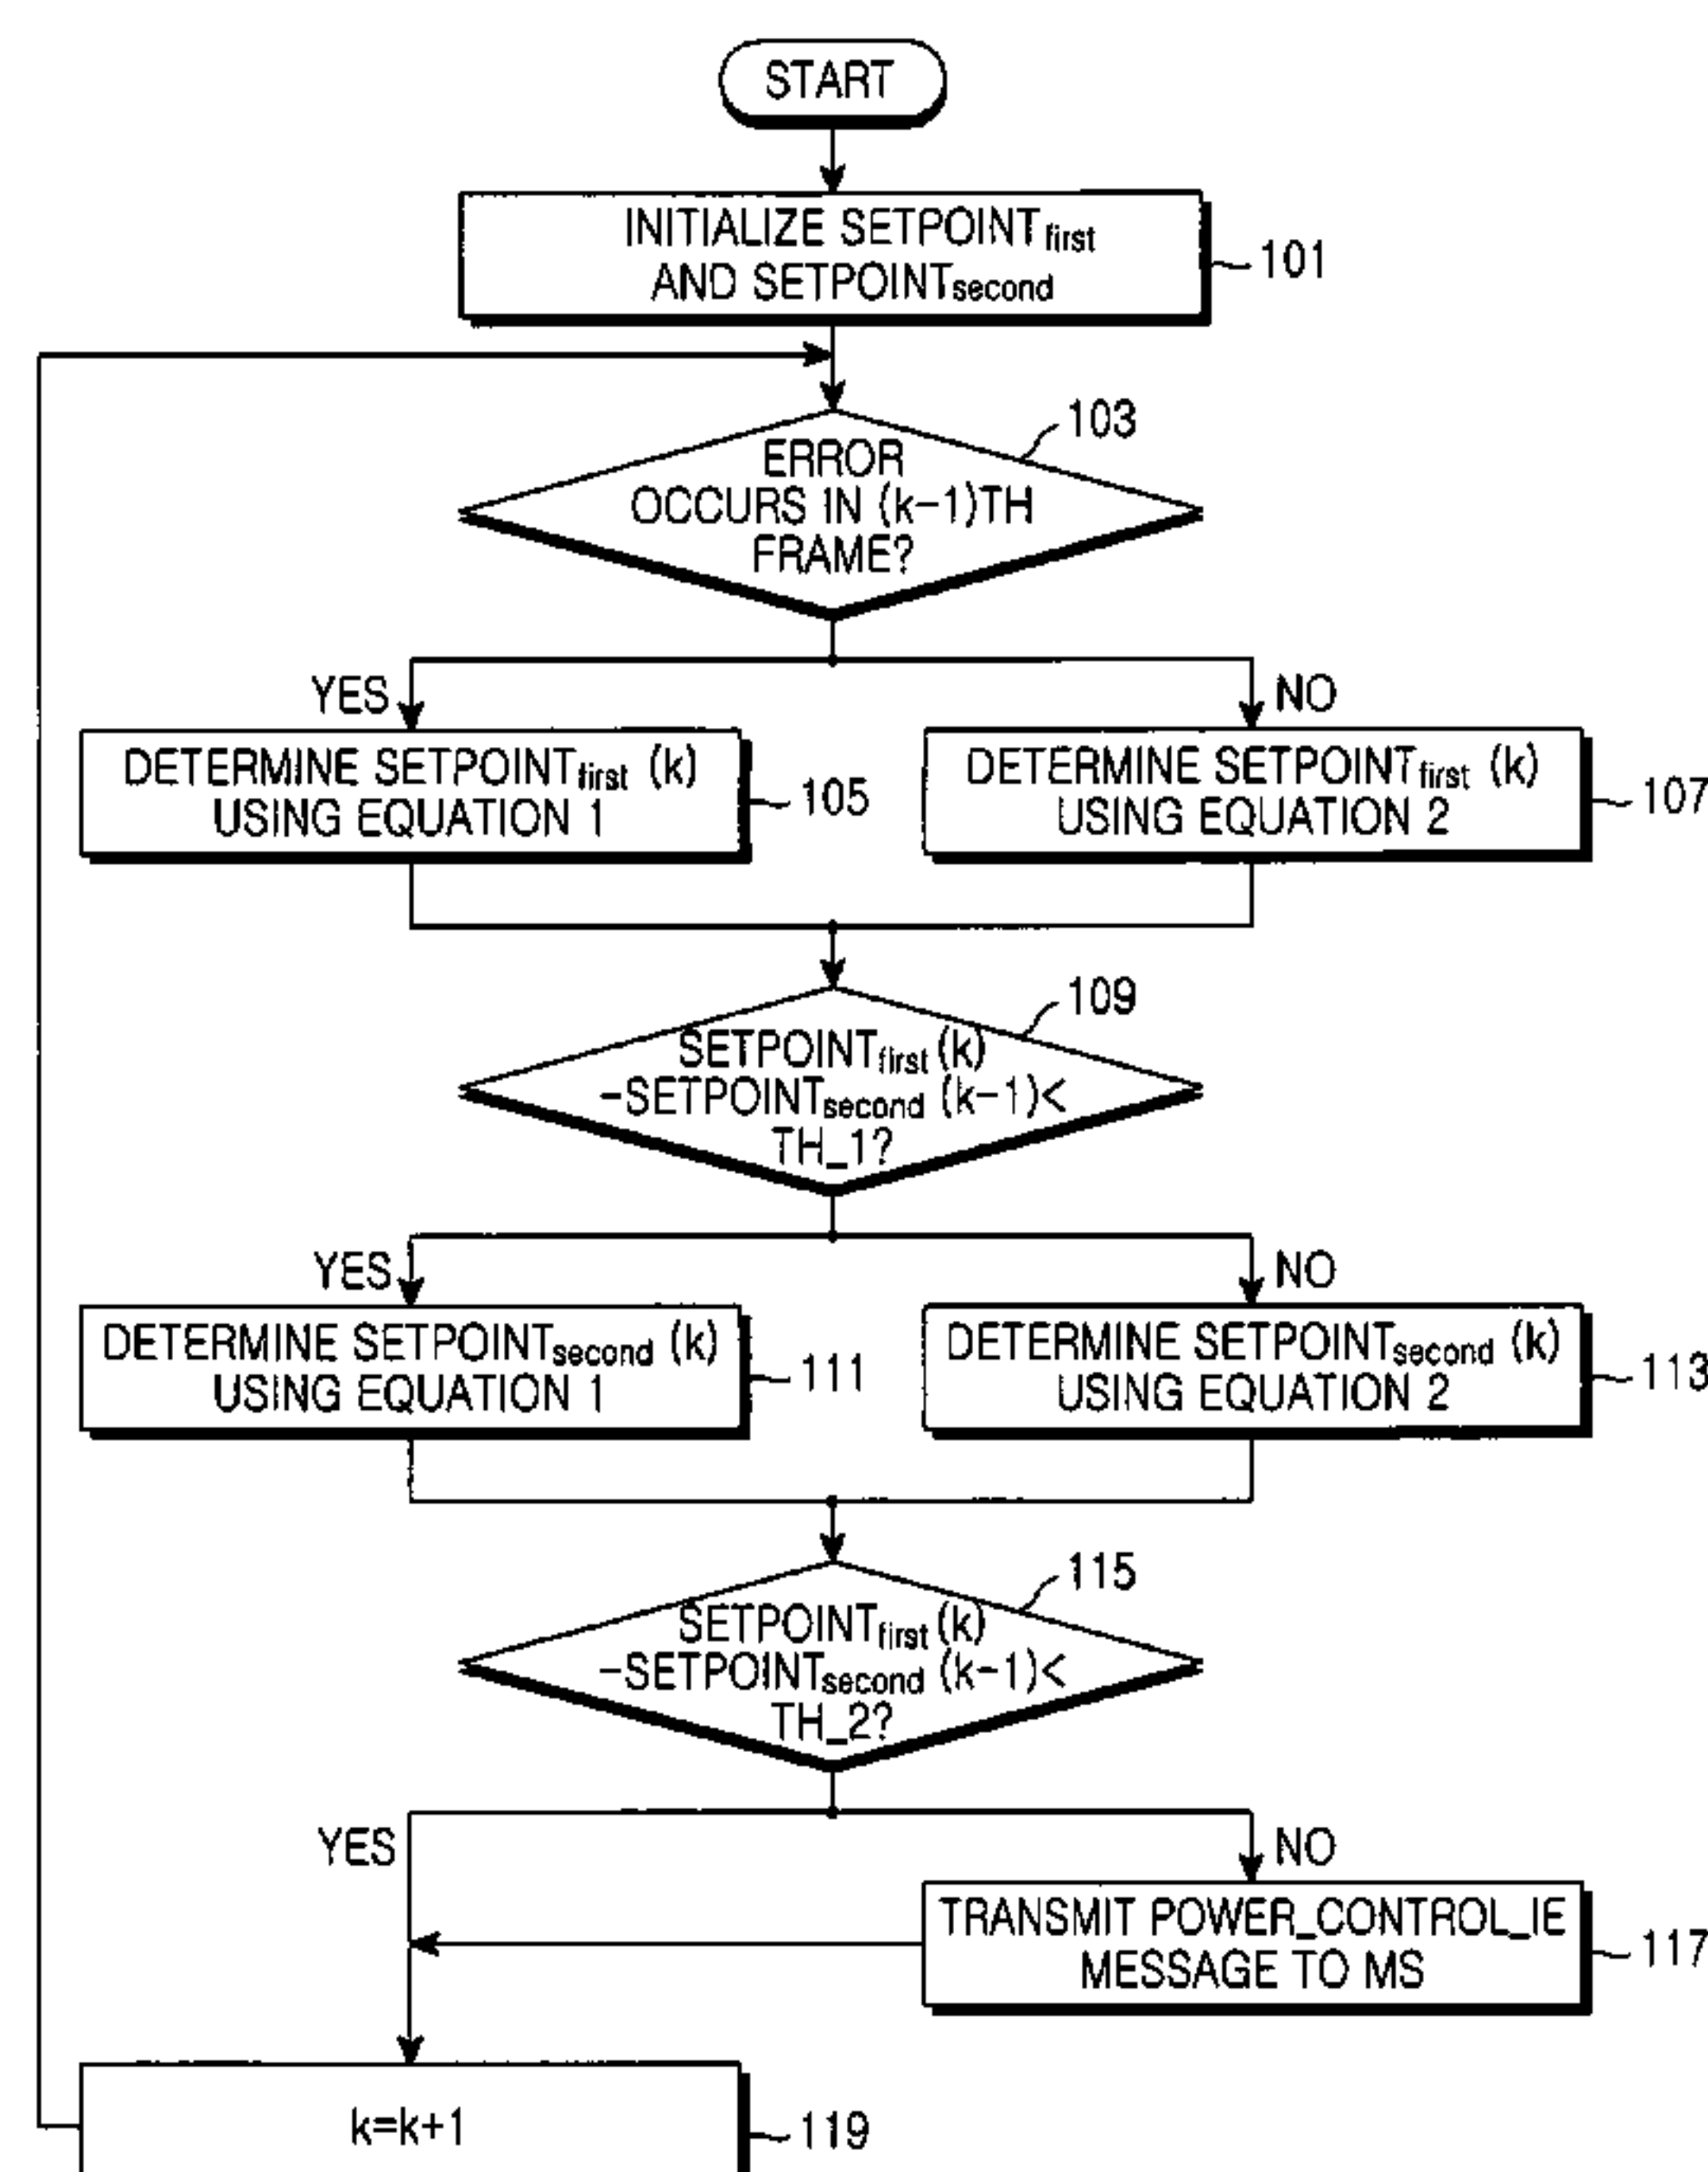 START
INITIALIZE SETPOINTfirst
AND SETPOINTsecond
101
103
ERROR
OCCURS IN (k-1)TH
FRAME?
YES
NO
DETERMINE SETPOINTfirst (k)
USING EQUATION 1
105
DETERMINE SETPOINTfirst (k)
USING EQUATION 2
107
109
SETPOINTfirst (k)
-SETPOINTsecond (k-1)<
TH_1?
YES
NO
DETERMINE SETPOINTsecond (k)
USING EQUATION 1
111
DETERMINE SETPOINTsecond (k)
USING EQUATION 2
113
115
SETPOINTfirst (k)
-SETPOINTsecond (k-1)<
TH_2?
YES
NO
TRANSMIT POWER_CONTROL_IE
MESSAGE TO MS
117
k=k+1
119